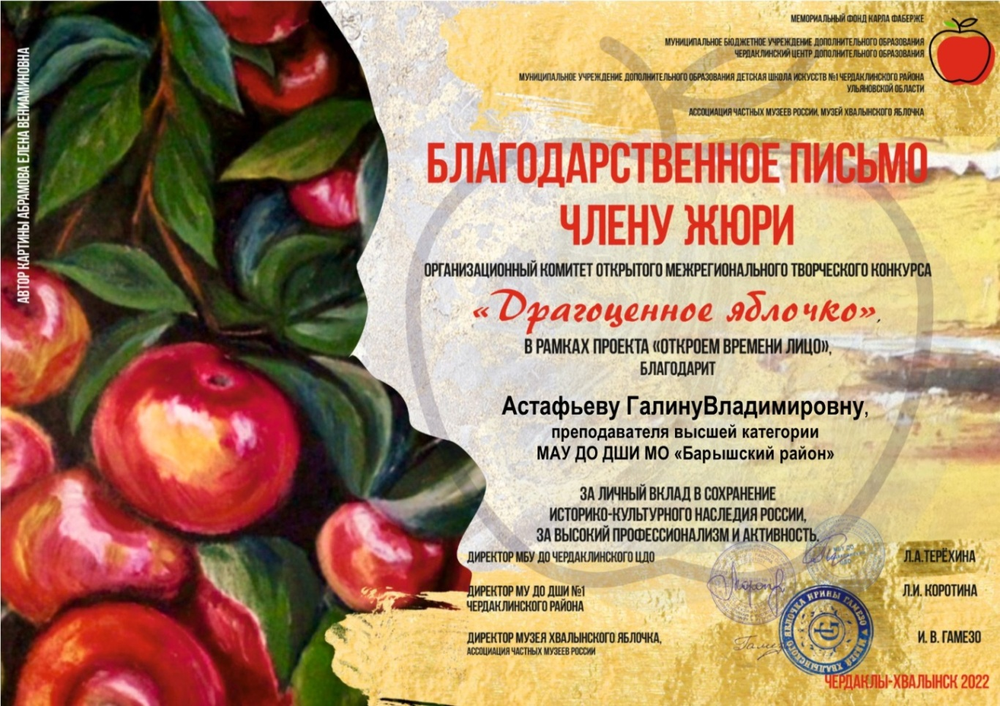 МЕМОРИАЛЬНЫЙ ФОНД КАРЛА ФАБЕРЖЕ
МУНИЦИПАЛЬНОЕ БЮДЖЕТНОЕ УЧРЕЖДЕНИЕ ДОПОЛНИТЕЛЬНОГО ОБРАЗОВАНИЯ
ЧЕРДАКЛИНСКИЙ ЦЕНТР ДОПОЛНИТЕЛЬНОГО ОБРАЗОВАНИЯ
МУНИЦИПАЛЬНОЕ УЧРЕЖДЕНИЕ ДОПОЛНИТЕЛЬНОГО ОБРАЗОВАНИЯ ДЕТСКАЯ ШКОЛА ИСКУССТВ №1 ЧЕРДАКЛИНСКОГО РАЙОНА
УЛЬЯНОВСКОЙ ОБЛАСТИ
АССОЦИАЦИЯ ЧАСТНЫХ МУЗЕЕВ РОССИИ, МУЗЕЙ ХВАЛЫНСКОГО ЯБЛОЧКА
АВТОР КАРТИНЫ АБРАМОВА ЕЛЕНА ВЕНИАМИНОВНА
БЛАГОДАРСТВЕННОЕ ПИСЬМО
ЧЛЕНУ ЖЮРИ
ОРГАНИЗАЦИОННЫЙ КОМИТЕТ ОТКРЫТОГО МЕЖРЕГИОНАЛЬНОГО ТВОРЧЕСКОГО КОНКУРСА
«Драгоценное яблочко»,
В РАМКАХ ПРОЕКТА «ОТКРОЕМ ВРЕМЕНИ ЛИЦО»,
БЛАГОДАРИТ
Астафьеву ГалинуВладимировну,
преподавателя высшей категории
МАУ ДО ДШИ МО «Барышский район»
ЗА ЛИЧНЫЙ ВКЛАД В СОХРАНЕНИЕ
ИСТОРИКО-КУЛЬТУРНОГО НАСЛЕДИЯ РОССИИ,
ЗА ВЫСОКИЙ ПРОФЕССИОНАЛИЗМ И АКТИВНОСТЬ.
ДИРЕКТОР МБУ ДО ЧЕРДАКЛИНСКОГО ЦДО Л.А.ТЕРЁХИНА
ДИРЕКТОР МУ ДО ДШИ №1 Л.И. КОРОТИНА
ЧЕРДАКЛИНСКОГО РАЙОНА
ДИРЕКТОР МУЗЕЯ ХВАЛЫНСКОГО ЯБЛОЧКА, И. В. ГАМЕЗО
АССОЦИАЦИЯ ЧАСТНЫХ МУЗЕЕВ РОССИИ
МУЗЕЙ ХВАЛЫНСКОГО ЯБЛОЧКА ИРИНЫ ГАМЕЗО
ЧЕРДАКЛЫ-ХВАЛЫНСК 2022